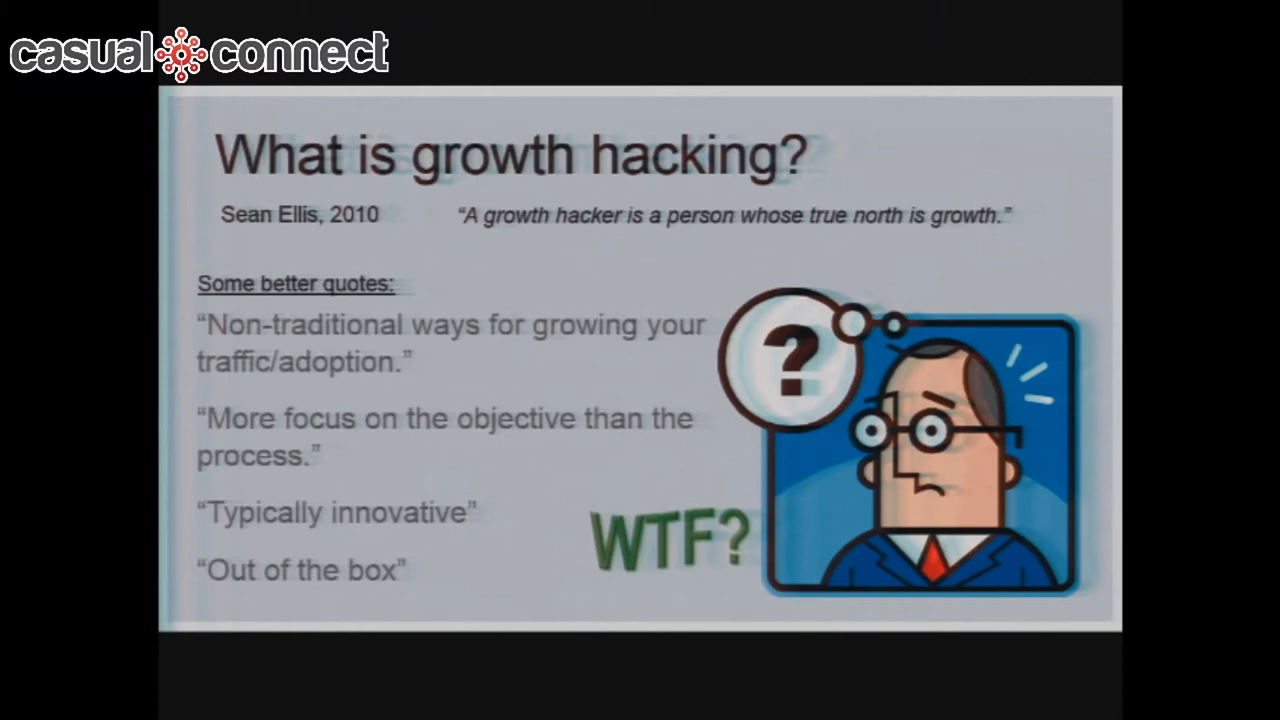 casual connect
What is growth hacking?
Sean Ellis, 2010 “A growth hacker is a person whose true north is growth.”
Some better quotes:
“Non-traditional ways for growing your
traffic/adoption.”
“More focus on the objective than the
process.”
“Typically innovative”
“Out of the box”
?
WTF?